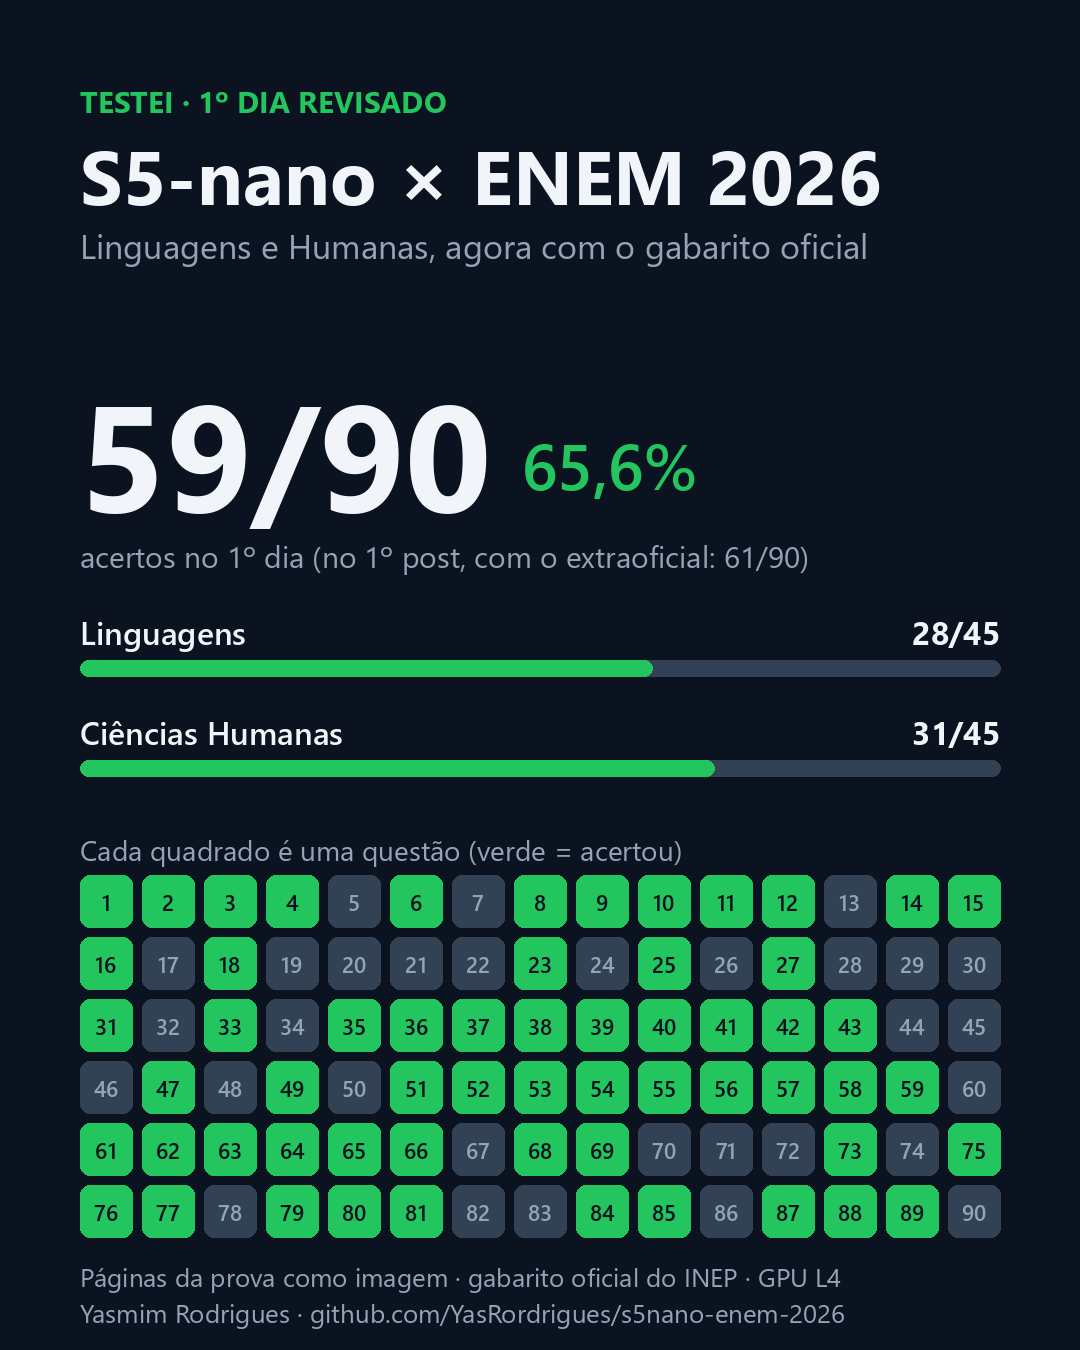 TESTEI · 1º DIA REVISADO
S5-nano × ENEM 2026
Linguagens e Humanas, agora com o gabarito oficial
59/90 65,6%
acertos no 1º dia (no 1º post, com o extraoficial: 61/90)
Linguagens 28/45
Ciências Humanas 31/45
Cada quadrado é uma questão (verde = acertou)
1 2 3 4 5 6 7 8 9 10 11 12 13 14 15
16 17 18 19 20 21 22 23 24 25 26 27 28 29 30
31 32 33 34 35 36 37 38 39 40 41 42 43 44 45
46 47 48 49 50 51 52 53 54 55 56 57 58 59 60
61 62 63 64 65 66 67 68 69 70 71 72 73 74 75
76 77 78 79 80 81 82 83 84 85 86 87 88 89 90
Páginas da prova como imagem · gabarito oficial do INEP · GPU L4
Yasmim Rodrigues · github.com/YasRordrigues/s5nano-enem-2026